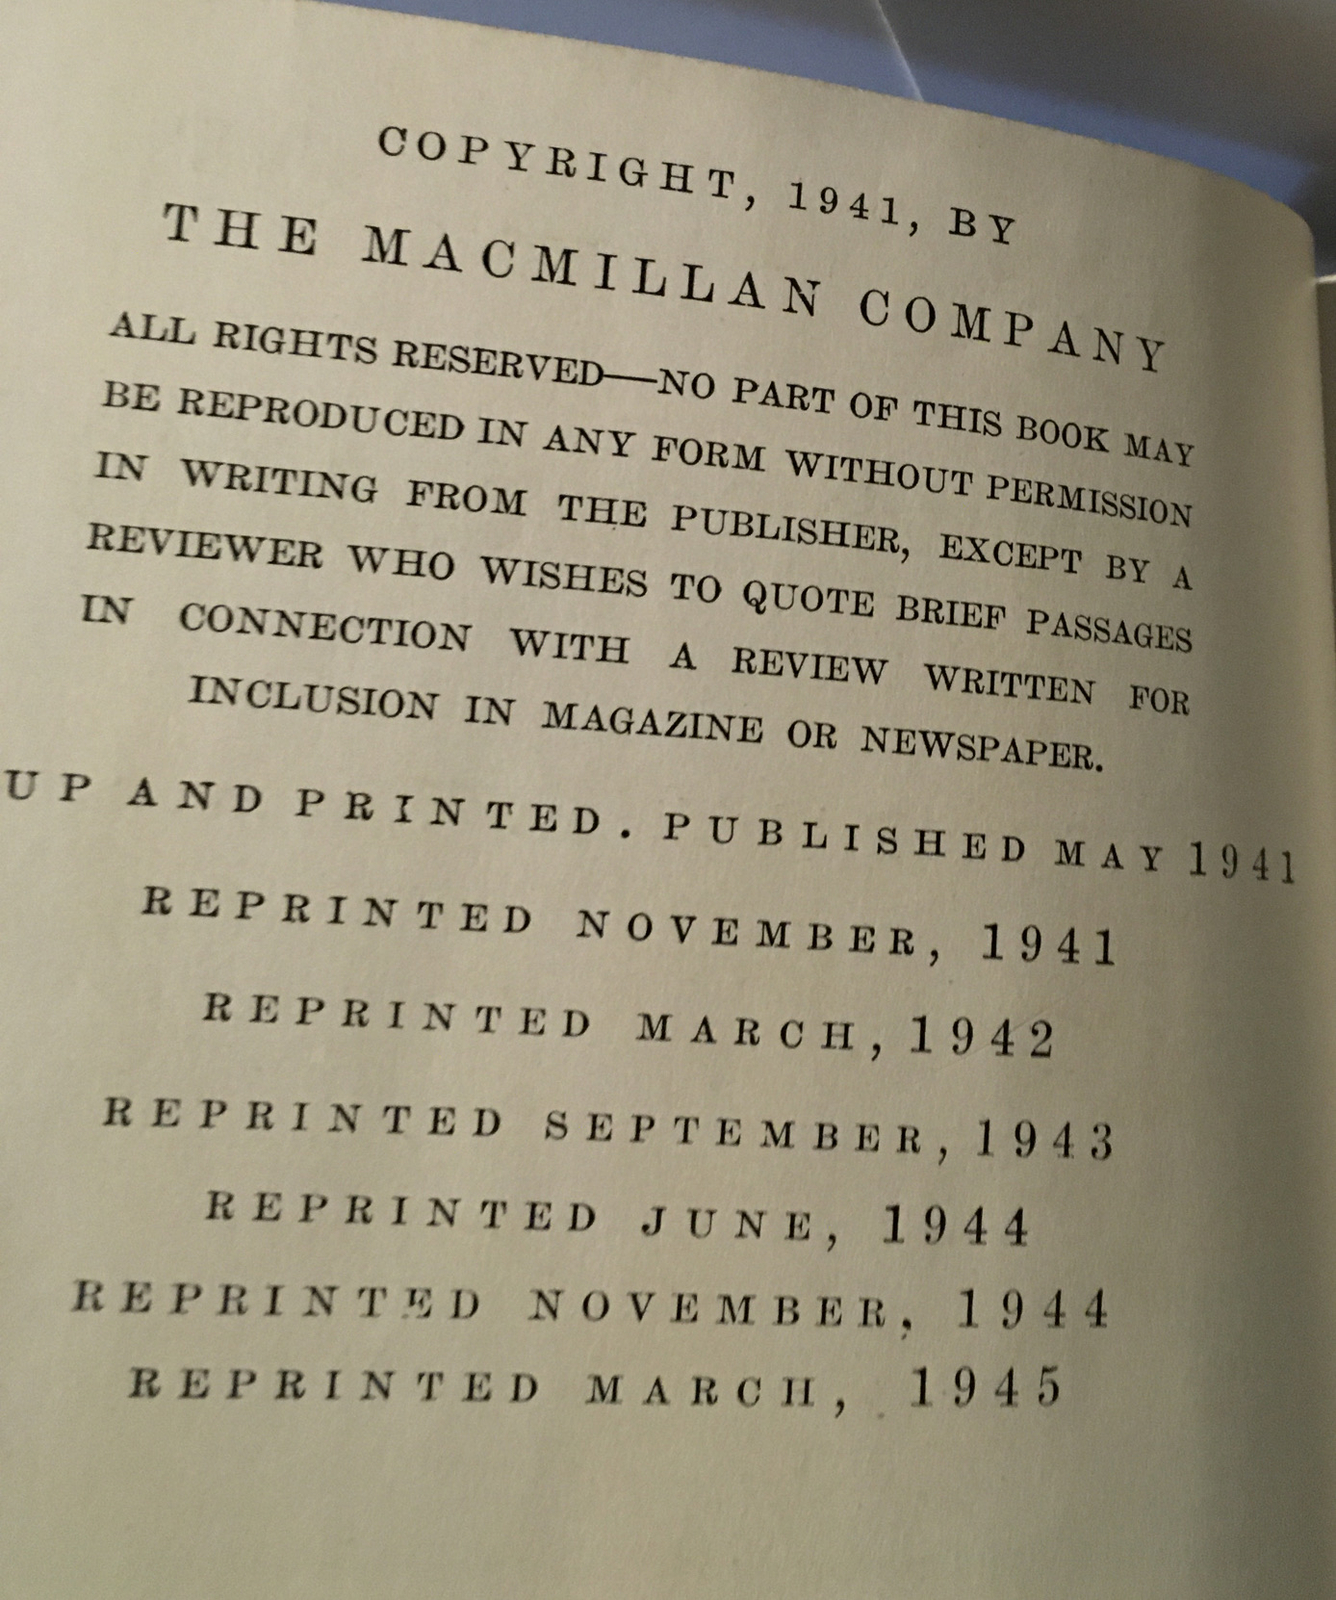 COPYRIGHT, 1941, BY
THE MACMILLAN COMPANY
ALL RIGHTS RESERVED—NO PART OF THIS BOOK MAY
BE REPRODUCED IN ANY FORM WITHOUT PERMISSION
IN WRITING FROM THE PUBLISHER, EXCEPT BY A
REVIEWER WHO WISHES TO QUOTE BRIEF PASSAGES
IN CONNECTION WITH A REVIEW WRITTEN FOR
INCLUSION IN MAGAZINE OR NEWSPAPER.
UP AND PRINTED. PUBLISHED MAY 1941
REPRINTED NOVEMBER, 1941
REPRINTED MARCH, 1942
REPRINTED SEPTEMBER, 1943
REPRINTED JUNE, 1944
REPRINTED NOVEMBER, 1944
REPRINTED MARCH, 1945